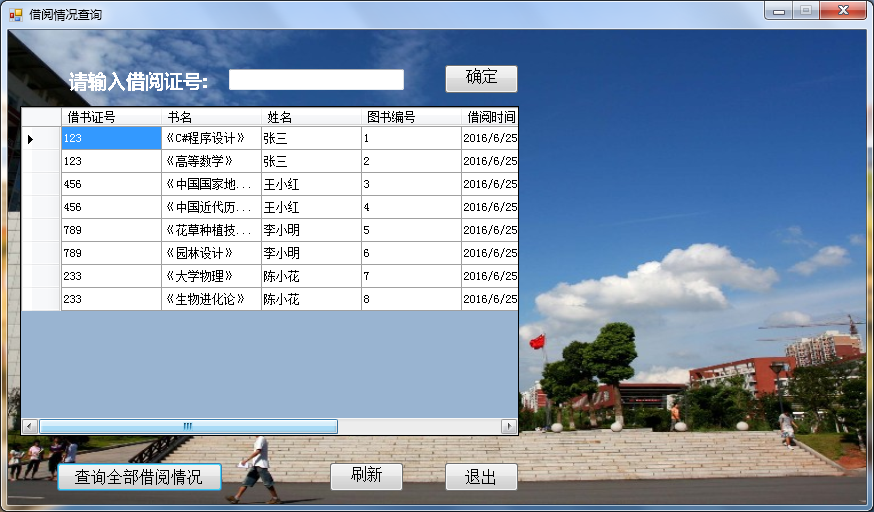 借阅情况查询
请输入借阅证号: 确定
借书证号 书名 姓名 图书编号 借阅时间
123 《C#程序设计》 张三 1 2016/6/25
123 《高等数学》 张三 2 2016/6/25
456 《中国国家地... 王小红 3 2016/6/25
456 《中国近代历... 王小红 4 2016/6/25
789 《花草种植技... 李小明 5 2016/6/25
789 《园林设计》 李小明 6 2016/6/25
233 《大学物理》 陈小花 7 2016/6/25
233 《生物进化论》 陈小花 8 2016/6/25
查询全部借阅情况 刷新 退出